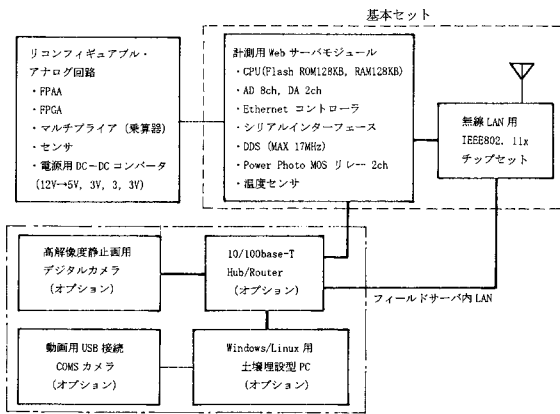 基本セット
リコンフィギュアブル・
アナログ回路
・FPAA
・FPGA
・マルチプライア（乗算器）
・センサ
・電源用DC−DCコンバータ
(12V→5V, 3V, 3, 3V)
計測用Webサーバモジュール
・CPU(Flash ROM128KB, RAM128KB)
・AD 8ch, DA 2ch
・Ethernet コントローラ
・シリアルインターフェース
・DDS (MAX 17MHz)
・Power Photo MOS リレー 2ch
・温度センサ
無線LAN用
IEEE802. 11x
チップセット
高解像度静止画用
デジタルカメラ
(オプション)
10/100base-T
Hub/Router
(オプション)
フィールドサーバ内LAN
動画用USB接続
COMSカメラ
(オプション)
Windows/Linux用
土壌埋設型PC
(オプション)